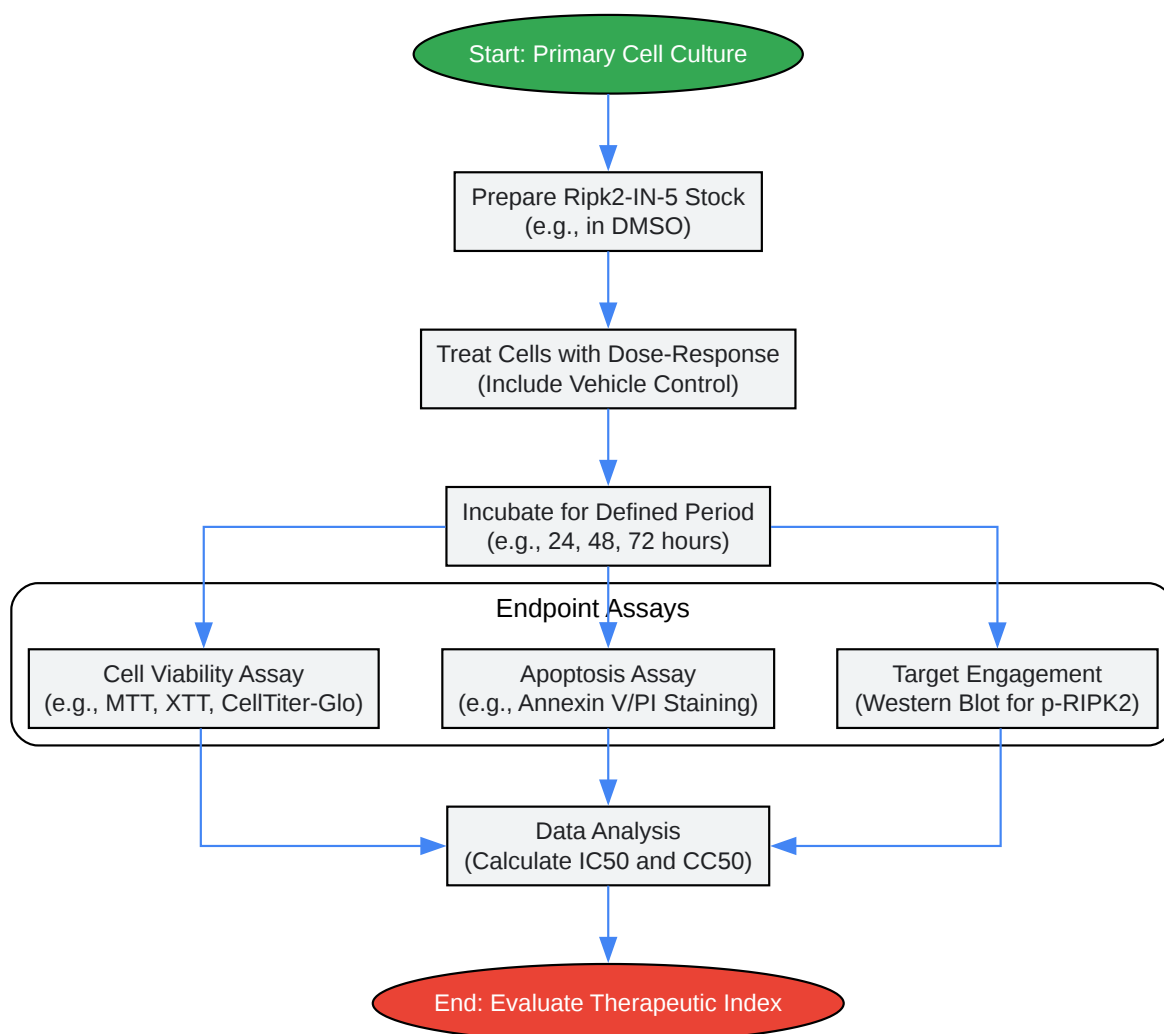 Start: Primary Cell Culture
Prepare Ripk2-IN-5 Stock
(e.g., in DMSO)
Treat Cells with Dose-Response
(Include Vehicle Control)
Incubate for Defined Period
(e.g., 24, 48, 72 hours)
Endpoint Assays
Cell Viability Assay
(e.g., MTT, XTT, CellTiter-Glo)
Apoptosis Assay
(e.g., Annexin V/PI Staining)
Target Engagement
(Western Blot for p-RIPK2)
Data Analysis
(Calculate IC50 and CC50)
End: Evaluate Therapeutic Index